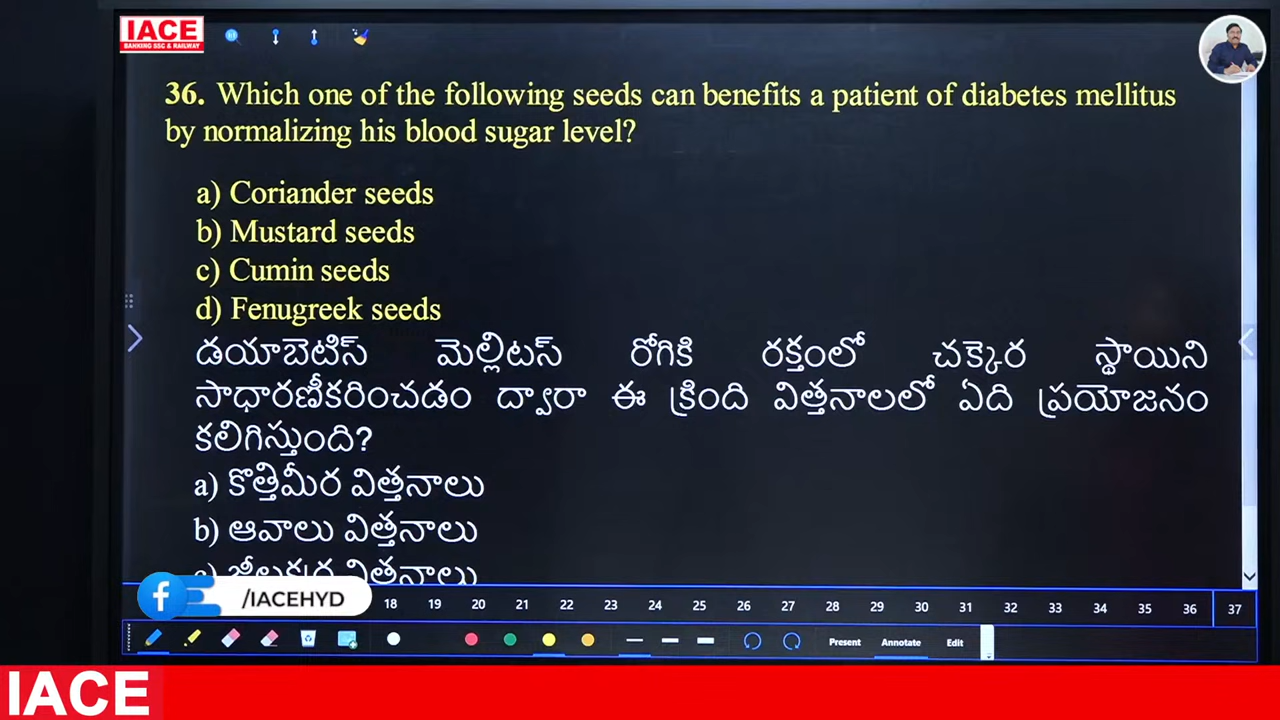 IACE
BANKING SSC & RAILWAY
36. Which one of the following seeds can benefits a patient of diabetes mellitus
by normalizing his blood sugar level?
a) Coriander seeds
b) Mustard seeds
c) Cumin seeds
d) Fenugreek seeds
డయాబెటిస్ మెల్లిటస్ రోగికి రక్తంలో చక్కెర స్థాయిని
సాధారణీకరించడం ద్వారా ఈ క్రింది విత్తనాలలో ఏది ప్రయోజనం
కలిగిస్తుంది?
a) కొత్తిమీర విత్తనాలు
b) ఆవాలు విత్తనాలు
c) జీలకర్ర విత్తనాలు
/IACEHYD
18 19 20 21 22 23 24 25 26 27 28 29 30 31 32 33 34 35 36 37
Present Annotate Edit
IACE